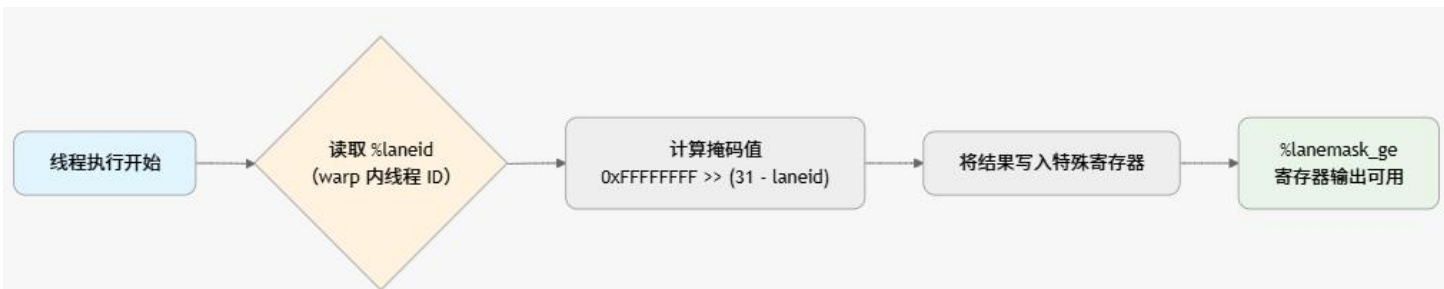 线程执行开始
读取 %laneid
（warp 内线程 ID）
计算掩码值
0xFFFFFFFF >> (31 - laneid)
将结果写入特殊寄存器
%lanemask_ge
寄存器输出可用